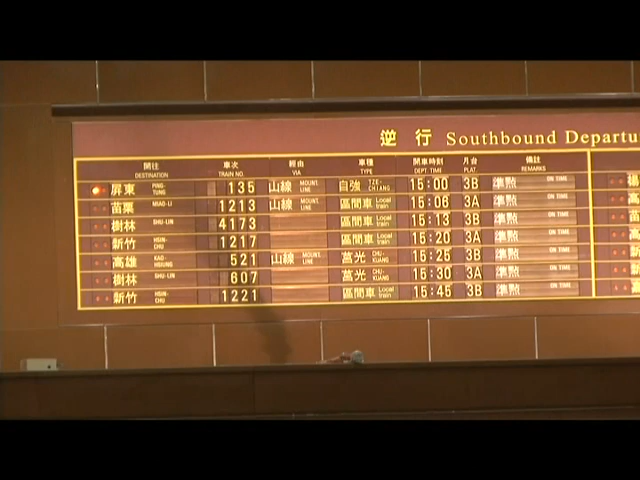 逆 行 Southbound Departu
開往 車次 經由 車種 開車時刻 月台 備註
DESTINATION TRAIN NO. VIA TYPE DEPT. TIME PLAT. REMARKS
屏東 PING-TUNG 135 山線 MOUNT. LINE 自強 TZE-CHIANG 15:00 3B 準點 ON TIME
苗栗 MIAO-LI 1213 山線 MOUNT. LINE 區間車 Local train 15:06 3A 準點 ON TIME
樹林 SHU-LIN 4173 區間車 Local train 15:13 3B 準點 ON TIME
新竹 HSIN-CHU 1217 區間車 Local train 15:20 3A 準點 ON TIME
高雄 KAO-HSIUNG 521 山線 MOUNT. LINE 莒光 CHU-KUANG 15:25 3B 準點 ON TIME
樹林 SHU-LIN 607 莒光 CHU-KUANG 15:30 3A 準點 ON TIME
新竹 HSIN-CHU 1221 區間車 Local train 15:45 3B 準點 ON TIME